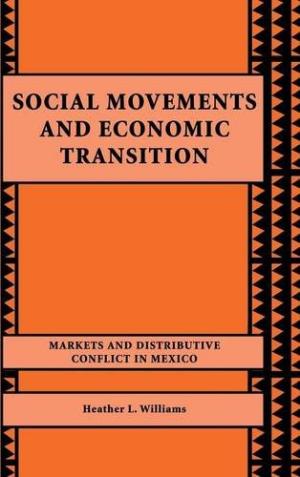 SOCIAL MOVEMENTS
AND ECONOMIC
TRANSITION
MARKETS AND DISTRIBUTIVE
CONFLICT IN MEXICO
Heather L. Williams